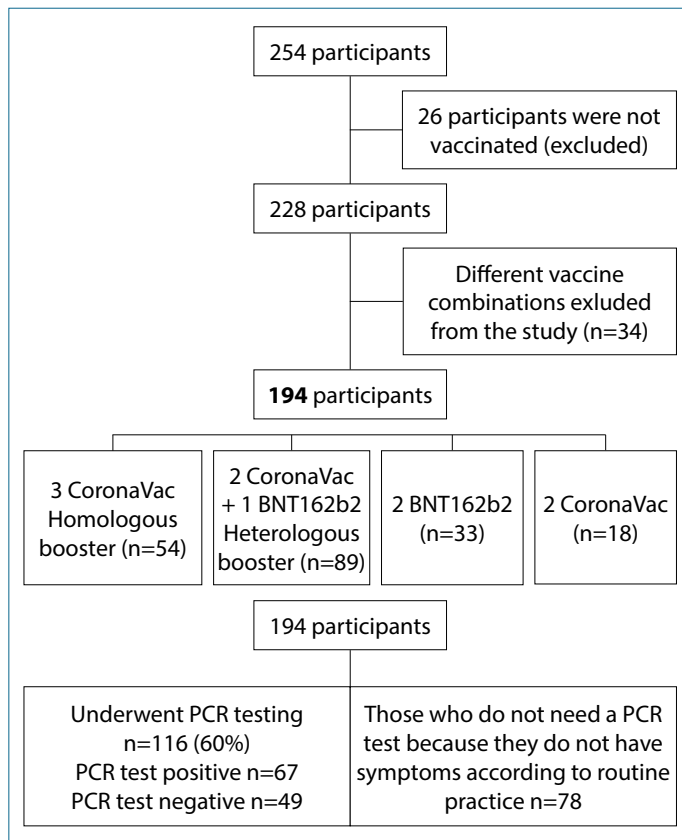 254 participants
26 participants were not
vaccinated (excluded)
228 participants
Different vaccine
combinations exluded
from the study (n=34)
194 participants
3 CoronaVac
Homologous
booster (n=54)
2 CoronaVac
+ 1 BNT162b2
Heterologous
booster (n=89)
2 BNT162b2
(n=33)
2 CoronaVac
(n=18)
194 participants
Underwent PCR testing
n=116 (60%)
PCR test positive n=67
PCR test negative n=49
Those who do not need a PCR
test because they do not have
symptoms according to routine
practice n=78